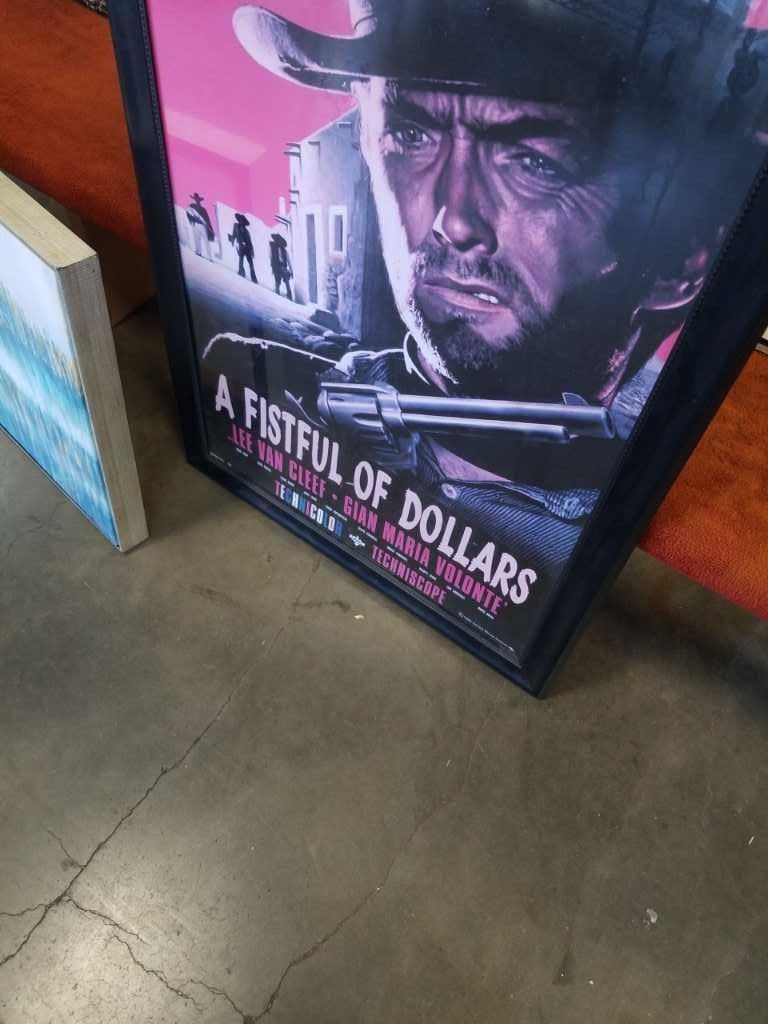 A FISTFUL OF DOLLARS
LEE VAN CLEEF • GIAN MARIA VOLONTE'
TECHNICOLOR TECHNISCOPE